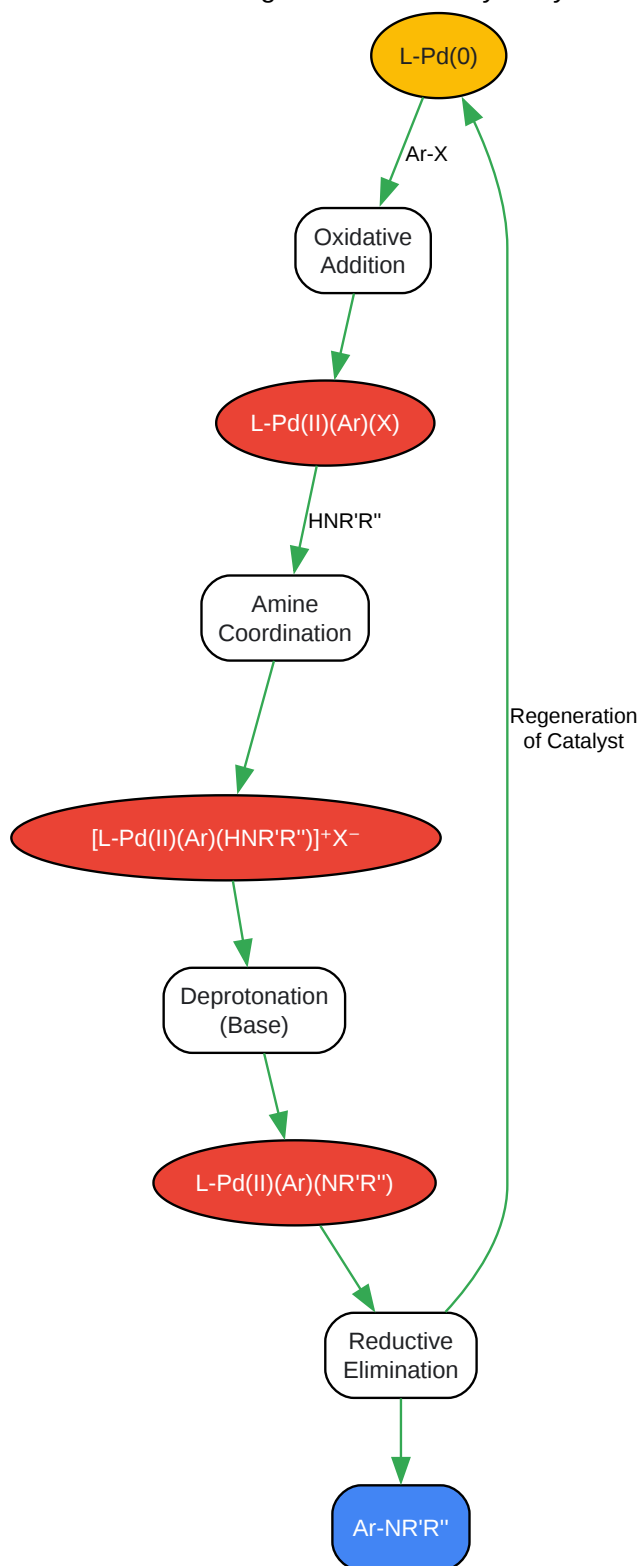 L-Pd(0)
Ar-X
Oxidative
Addition
L-Pd(II)(Ar)(X)
HNR'R"
Amine
Coordination
Regeneration
of Catalyst
[L-Pd(II)(Ar)(HNR'R")]⁺X⁻
Deprotonation
(Base)
L-Pd(II)(Ar)(NR'R")
Reductive
Elimination
Ar-NR'R"